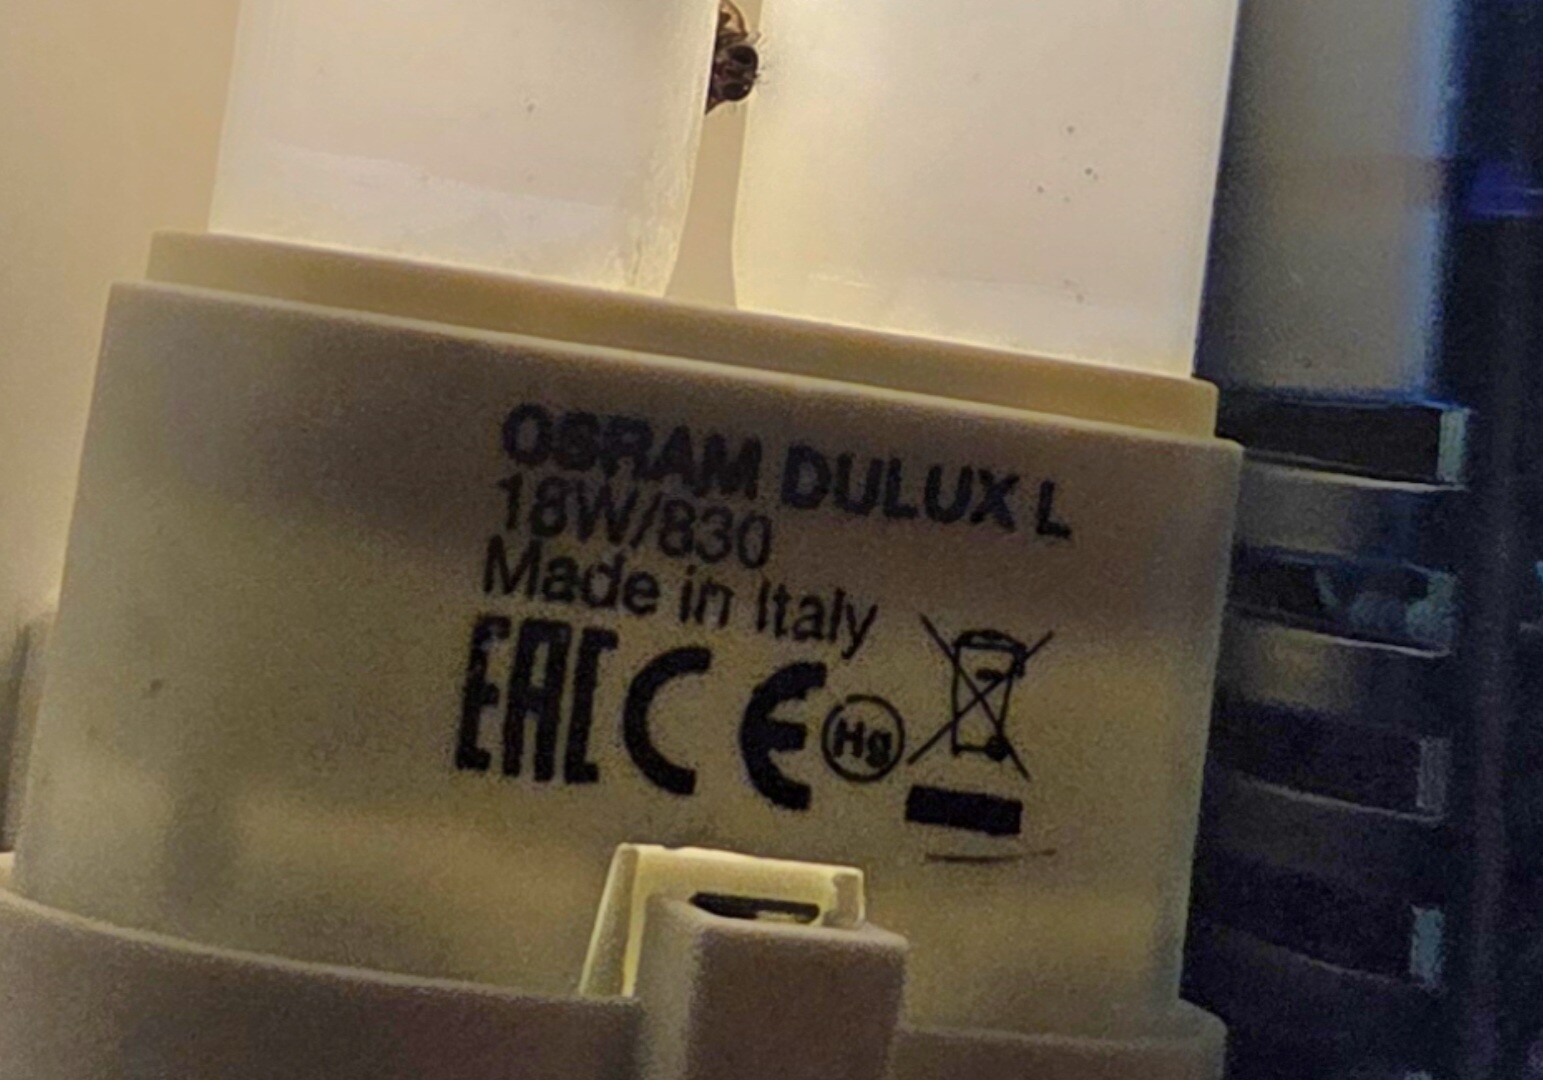 OSRAM DULUX L
18W/830
Made in Italy
EAC CE Hg